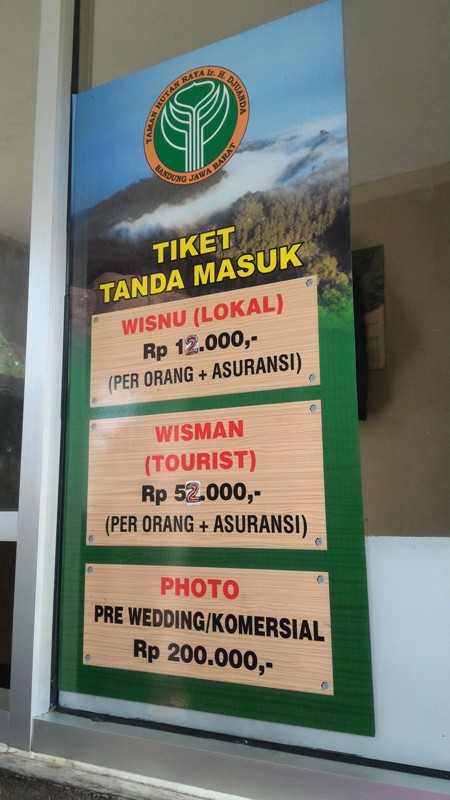 TAMAN HUTAN RAYA Ir. H. DJUANDA
BANDUNG JAWA BARAT
TIKET
TANDA MASUK
WISNU (LOKAL)
Rp 12.000,-
(PER ORANG + ASURANSI)
WISMAN
(TOURIST)
Rp 52.000,-
(PER ORANG + ASURANSI)
PHOTO
PRE WEDDING/KOMERSIAL
Rp 200.000,-